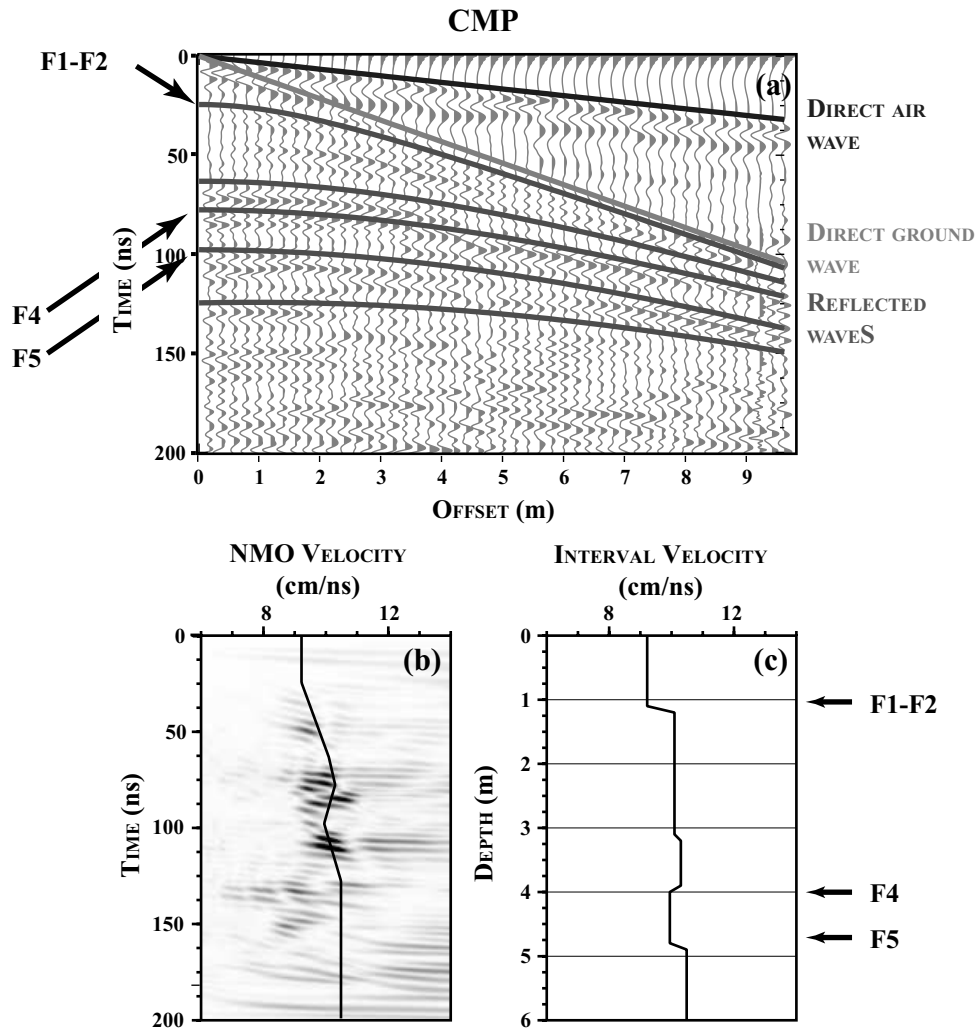 CMP
F1-F2
(a)
DIRECT AIR
WAVE
DIRECT GROUND
WAVE
REFLECTED
WAVES
F4
F5
TIME (ns)
0
50
100
150
200
0 1 2 3 4 5 6 7 8 9
OFFSET (m)
NMO VELOCITY
(cm/ns)
8 12
(b)
TIME (ns)
0
50
100
150
200
INTERVAL VELOCITY
(cm/ns)
8 12
(c)
DEPTH (m)
0
1
2
3
4
5
6
F1-F2
F4
F5